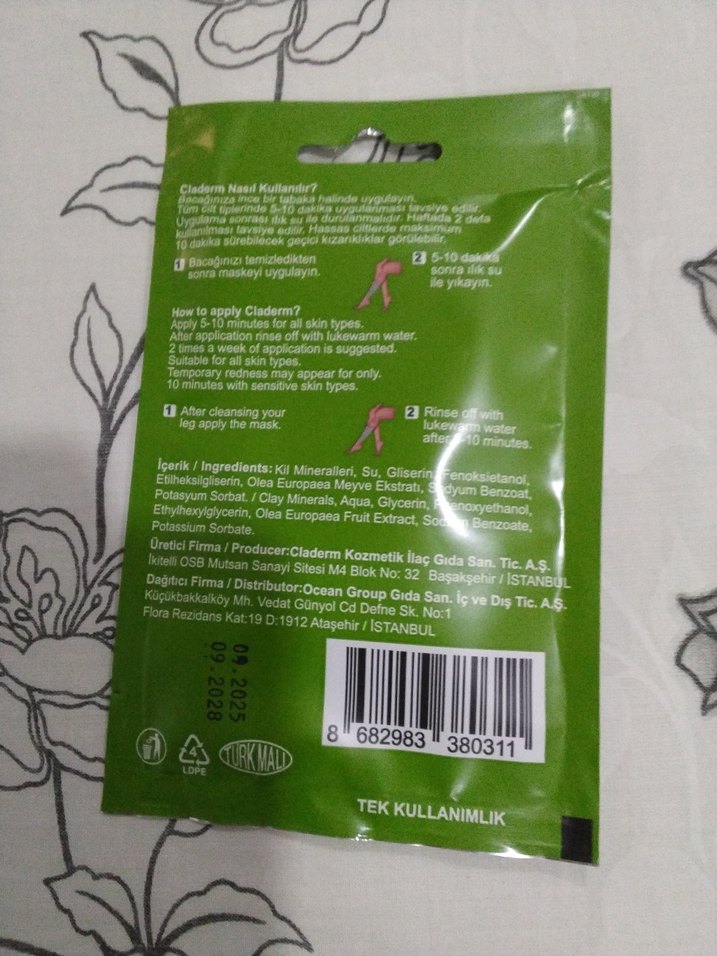 Claderm Nasıl Kullanılır?
Bacağınıza ince bir tabaka halinde uygulayın.
Tüm cilt tiplerinde 5-10 dakika uygulanması tavsiye edilir.
Uygulama sonrası ılık su ile durulanmalıdır. Haftada 2 defa
kullanılması tavsiye edilir. Hassas ciltlerde maksimum
10 dakika sürebilecek geçici kızarıklıklar görülebilir.
1 Bacağınızı temizledikten
sonra maskeyi uygulayın.
2 5-10 dakika
sonra ılık su
ile yıkayın.
How to apply Claderm?
Apply 5-10 minutes for all skin types.
After application rinse off with lukewarm water.
2 times a week of application is suggested.
Suitable for all skin types.
Temporary redness may appear for only.
10 minutes with sensitive skin types.
1 After cleansing your
leg apply the mask.
2 Rinse off with
lukewarm water
after 5-10 minutes.
İçerik / Ingredients: Kil Mineralleri, Su, Gliserin, Fenoksietanol,
Etilheksilgliserin, Olea Europaea Meyve Ekstratı, Sodyum Benzoat,
Potasyum Sorbat. / Clay Minerals, Aqua, Glycerin, Phenoxyethanol,
Ethylhexylglycerin, Olea Europaea Fruit Extract, Sodium Benzoate,
Potassium Sorbate.
Üretici Firma / Producer:Claderm Kozmetik İlaç Gıda San. Tic. A.Ş.
İkitelli OSB Mutsan Sanayi Sitesi M4 Blok No: 32 Başakşehir / İSTANBUL
Dağıtıcı Firma / Distributor:Ocean Group Gıda San. İç ve Dış Tic. A.Ş.
Küçükbakkalköy Mh. Vedat Günyol Cd Defne Sk. No:1
Flora Rezidans Kat:19 D:1912 Ataşehir / İSTANBUL
09.2025
09.2028
8 682983 380311
4
LDPE
TÜRK MALI
TEK KULLANIMLIK